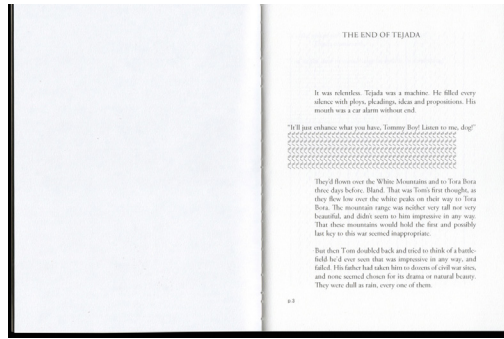 THE END OF TEJADA
It was relentless. Tejada was a machine. He filled every
silence with ploys, pleadings, ideas and propositions. His
mouth was a car alarm without end.
"It'll just enhance what you have, Tommy Boy! Listen to me, dog!"
They'd flown over the White Mountains and to Tora Bora
three days before. Bland. That was Tom's first thought, as
they flew low over the white peaks on their way to Tora
Bora. The mountain range was neither very tall nor very
beautiful, and didn't seem to him impressive in any way.
That these mountains would hold the first and possibly
last key to this war seemed inappropriate.
But then Tom doubled back and tried to think of a battle-
field he'd ever seen that was impressive in any way, and
failed. His father had taken him to dozens of civil war sites,
and none seemed chosen for its drama or natural beauty.
They were dull as rain, every one of them.